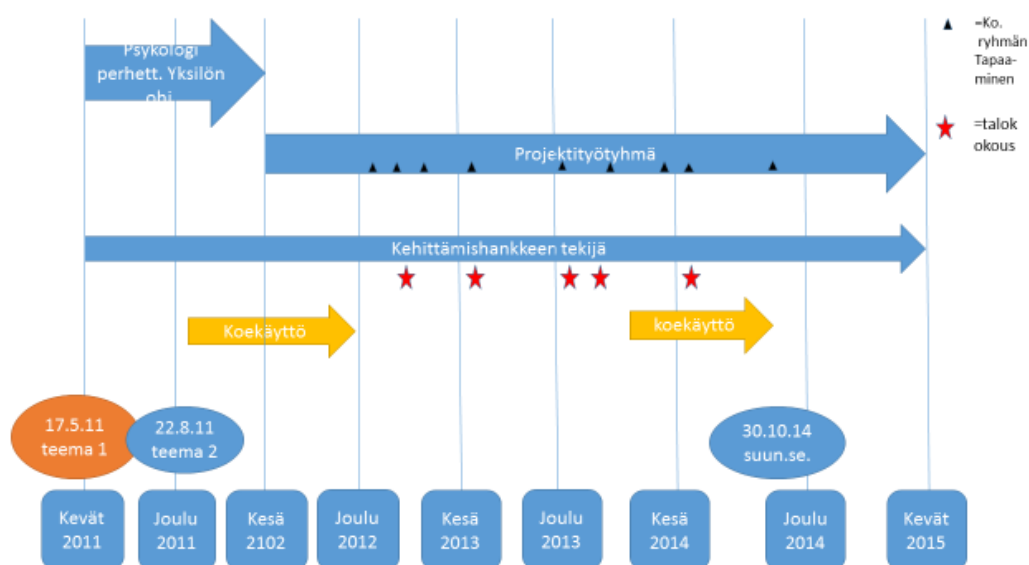 Psykologi
perhett. Yksilön
ohj
=Ko.
ryhmän
Tapaa-
minen
=talok
okous
Projektityötyhmä
Kehittämishankkeen tekijä
Koekäyttö
koekäyttö
17.5.11
teema 1
22.8.11
teema 2
30.10.14
suun.se.
Kevät
2011
Joulu
2011
Kesä
2102
Joulu
2012
Kesä
2013
Joulu
2013
Kesä
2014
Joulu
2014
Kevät
2015